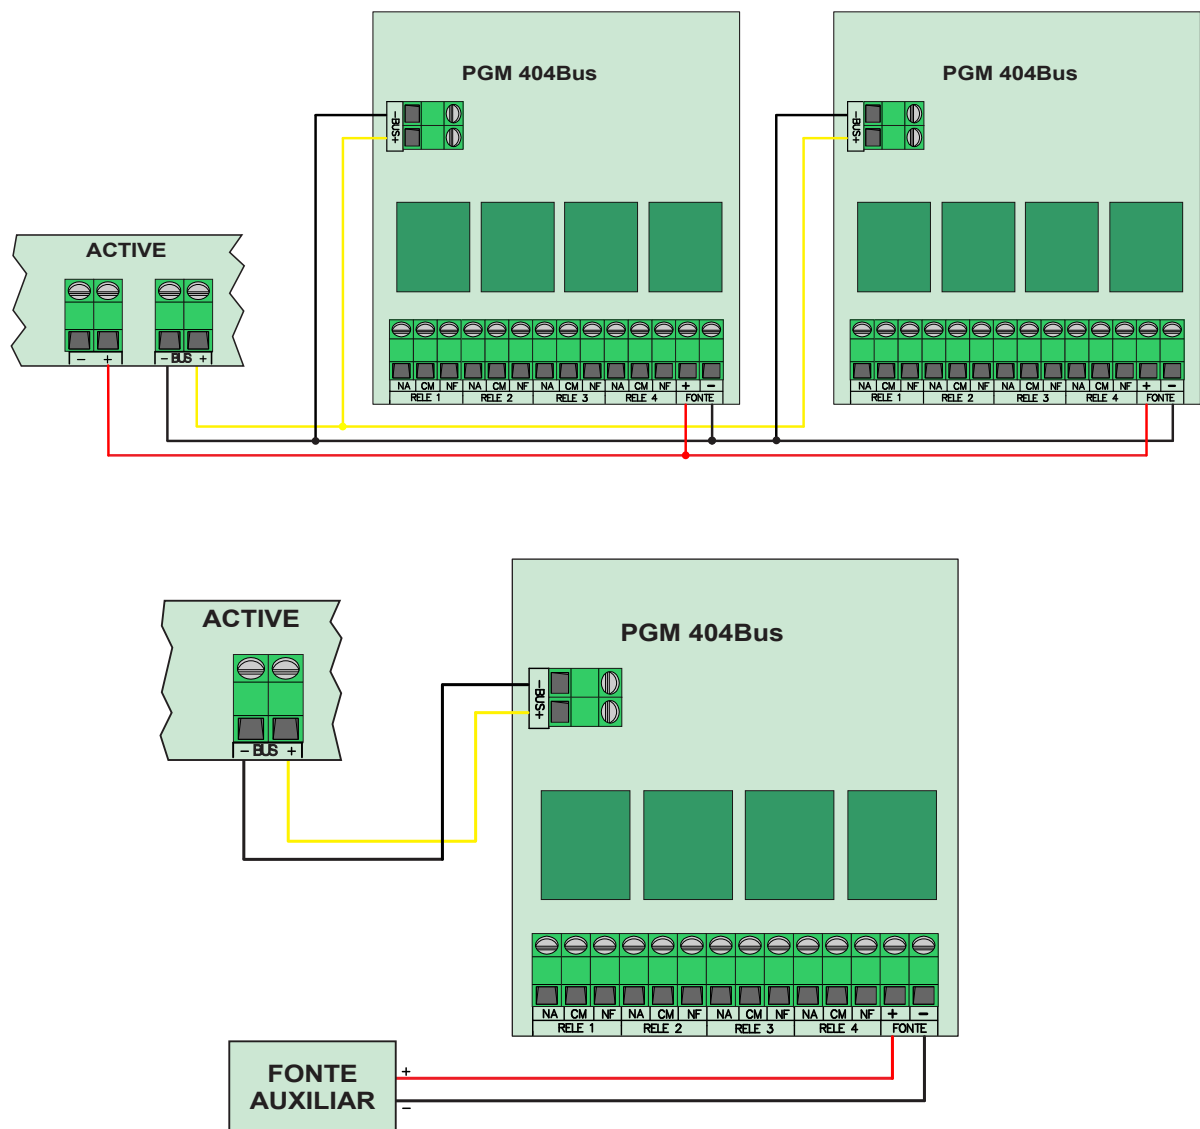 PGM 404Bus
PGM 404Bus
-BUS+
-BUS+
ACTIVE
- + - BUS +
NA CM NF NA CM NF NA CM NF NA CM NF + -
RELE 1 RELE 2 RELE 3 RELE 4 FONTE
NA CM NF NA CM NF NA CM NF NA CM NF + -
RELE 1 RELE 2 RELE 3 RELE 4 FONTE
ACTIVE
PGM 404Bus
-BUS+
- BUS +
NA CM NF NA CM NF NA CM NF NA CM NF + -
RELE 1 RELE 2 RELE 3 RELE 4 FONTE
FONTE +
AUXILIAR -